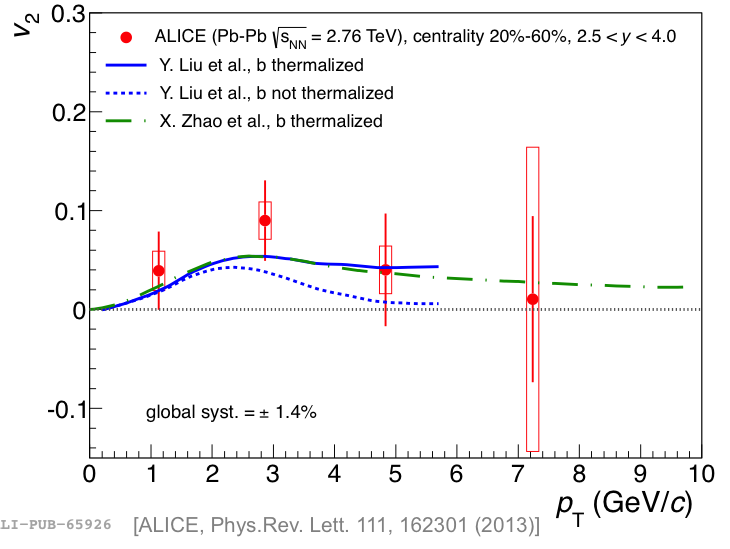 0.3
v₂
ALICE (Pb-Pb √sNN = 2.76 TeV), centrality 20%-60%, 2.5 < y < 4.0
Y. Liu et al., b thermalized
Y. Liu et al., b not thermalized
X. Zhao et al., b thermalized
0.2
0.1
0
-0.1
global syst. = ± 1.4%
0 1 2 3 4 5 6 7 8 9 10
pT (GeV/c)
LI-PUB-65926 [ALICE, Phys.Rev. Lett. 111, 162301 (2013)]